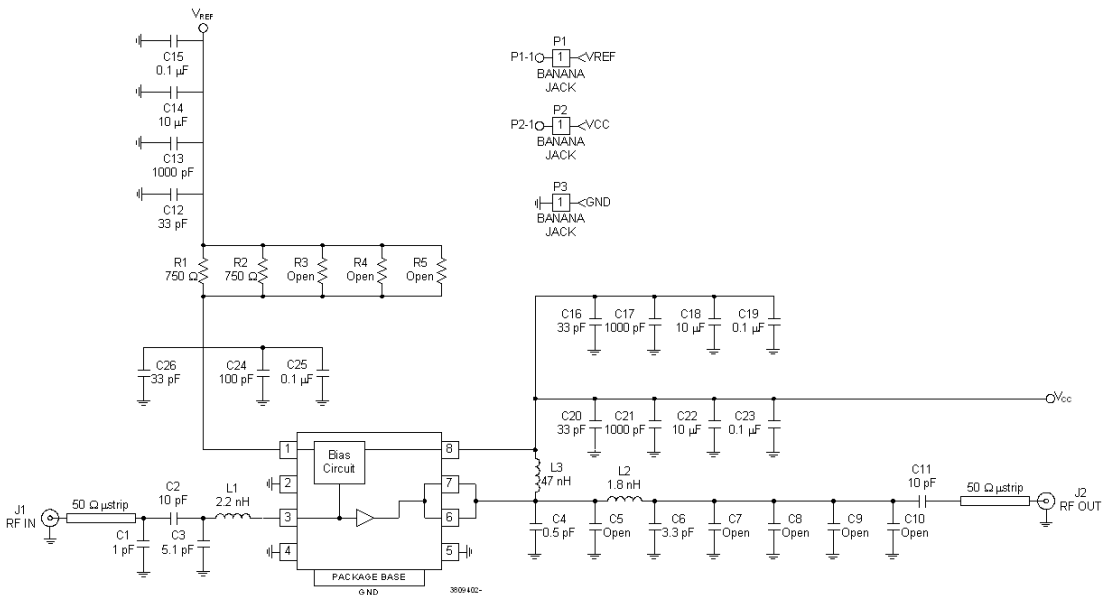 VREF
C15
0.1 µF
C14
10 µF
C13
1000 pF
C12
33 pF
P1
P1-1
1
VREF
BANANA
JACK
P2
P2-1
1
VCC
BANANA
JACK
P3
1
GND
BANANA
JACK
R1
750 Ω
R2
750 Ω
R3
Open
R4
Open
R5
Open
C16
33 pF
C17
1000 pF
C18
10 µF
C19
0.1 µF
C26
33 pF
C24
100 pF
C25
0.1 µF
VCC
C20
33 pF
C21
1000 pF
C22
10 µF
C23
0.1 µF
1
Bias
Circuit
8
2
7
3
6
4
5
L3
47 nH
L2
1.8 nH
C11
10 pF
50 Ω µstrip
J2
RF OUT
J1
RF IN
50 Ω µstrip
C2
10 pF
L1
2.2 nH
C1
1 pF
C3
5.1 pF
C4
0.5 pF
C5
Open
C6
3.3 pF
C7
Open
C8
Open
C9
Open
C10
Open
PACKAGE BASE
GND
3809402-